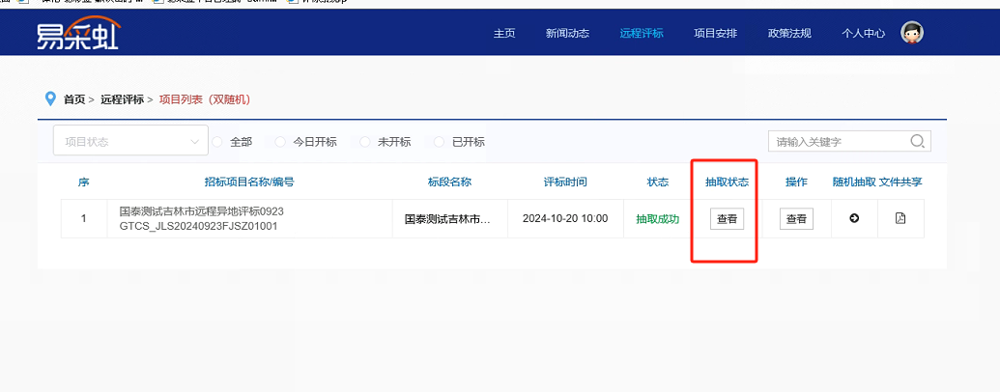 易采虹
主页 新闻动态 远程评标 项目安排 政策法规 个人中心
首页 > 远程评标 > 项目列表（双随机）
项目状态 全部 今日开标 未开标 已开标 请输入关键字
序 招标项目名称/编号 标段名称 评标时间 状态 抽取状态 操作 随机抽取 文件共享
1 国泰测试吉林市远程异地评标0923 国泰测试吉林市... 2024-10-20 10:00 抽取成功 查看 查看
GTCS_JLS20240923FJSZ01001